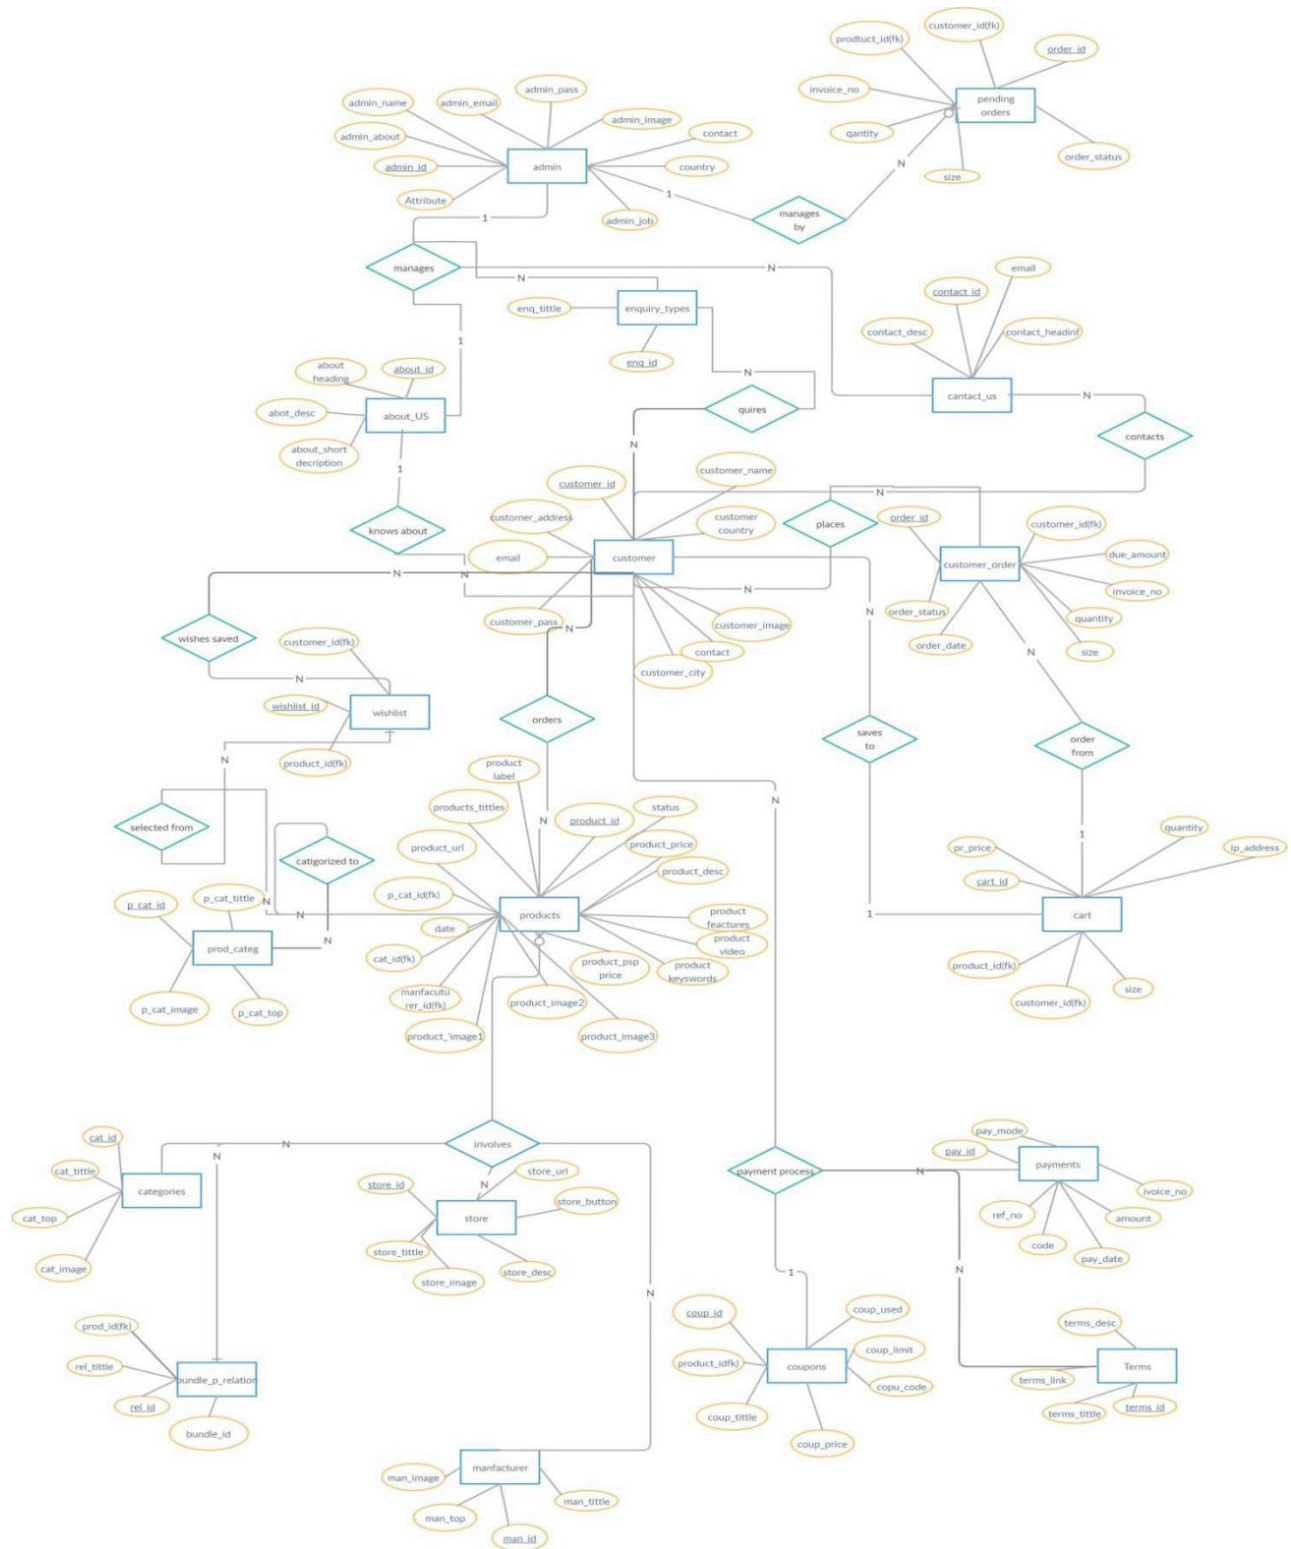 customer_id(fk)
prodtuct_id(fk)
order_id
invoice_no
pending
orders
qantity
order_status
size
admin_pass
admin_name
admin_email
admin_image
admin_about
contact
admin_id
admin
country
Attribute
admin_job
1
N
manages
by
1
manages
N
N
enq_tittle
enquiry_types
enq_id
email
contact_id
contact_desc
contact_headinf
cantact_us
N
1
about
heading
about_id
abot_desc
about_US
about_short
decription
N
quires
contacts
1
N
knows about
customer_id
customer_name
N
customer_address
customer
country
places
order_id
customer_id(fk)
email
customer
customer_order
due_amount
invoice_no
N
N
N
N
customer_pass
N
customer_image
order_status
quantity
contact
order_date
size
customer_city
wishes saved
customer_id(fk)
N
N
wishlist_id
wishlist
orders
product_id(fk)
N
saves
to
order
from
product
label
products_tittles
product_id
status
N
N
selected from
catigorized to
product_url
product_price
product_desc
1
pr_price
quantity
ip_address
cart_id
p_cat_id
p_cat_tittle
p_cat_id(fk)
N
N
date
products
product
feactures
product
video
1
cart
prod_categ
N
cat_id(fk)
product_psp
price
product
keyswords
product_id(fk)
customer_id(fk)
size
manfacutu
rer_id(fk)
product_image2
p_cat_image
p_cat_top
product_'image1
product_image3
cat_id
N
involves
pay_mode
cat_tittle
N
store_url
pay_id
payments
categories
store_id
N
payment process
N
ivoice_no
store_button
store
cat_top
ref_no
amount
code
store_tittle
cat_image
store_image
store_desc
pay_date
1
N
N
prod_id(fk)
coup_id
coup_used
terms_desc
rel_tittle
product_idfk)
coupons
coup_limit
Terms
bundle_p_relation
copu_code
terms_link
rel_id
coup_tittle
terms_tittle
terms_id
bundle_id
coup_price
manfacturer
man_image
man_tittle
man_top
man_id